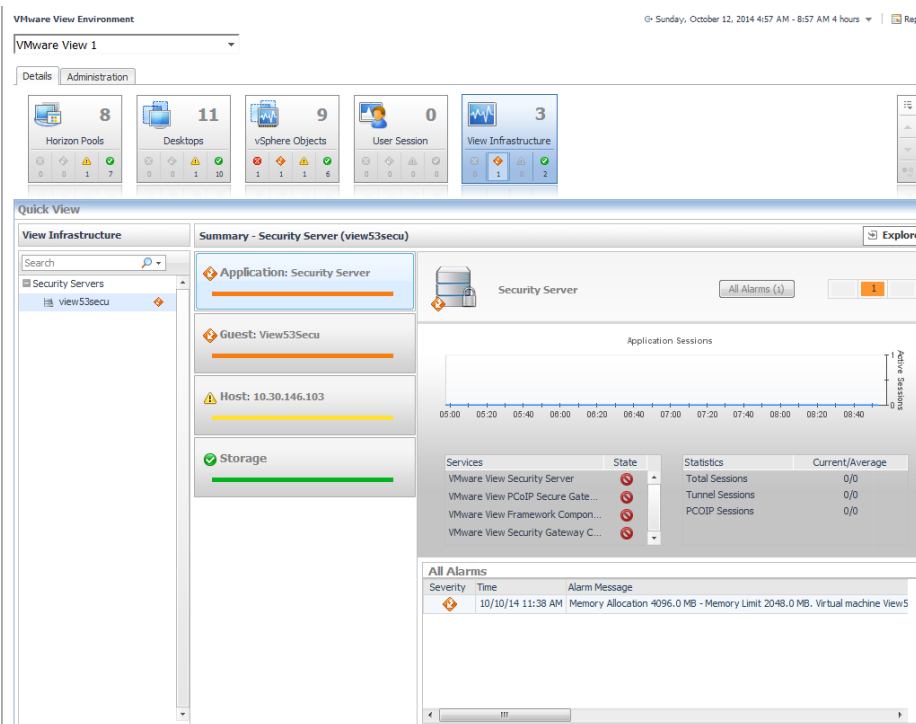 VMware View Environment
Sunday, October 12, 2014 4:57 AM - 8:57 AM 4 hours
VMware View 1
Details Administration
8 11 9 0 3
Horizon Pools Desktops vSphere Objects User Session View Infrastructure
0 0 1 7 0 0 1 10 1 1 1 6 0 0 0 0 0 1 0 2
Quick View
View Infrastructure
Summary - Security Server (view53secu)
Explore
Search
Security Servers
view53secu
Application: Security Server
Guest: View53Secu
Host: 10.30.146.103
Storage
Security Server All Alarms (1) 1
Application Sessions
1
Active Sessions
0
05:00 05:20 05:40 06:00 06:20 06:40 07:00 07:20 07:40 08:00 08:20 08:40
Services State
VMware View Security Server
VMware View PCoIP Secure Gate...
VMware View Framework Compon...
VMware View Security Gateway C...
Statistics Current/Average
Total Sessions 0/0
Tunnel Sessions 0/0
PCOIP Sessions 0/0
All Alarms
Severity Time Alarm Message
10/10/14 11:38 AM Memory Allocation 4096.0 MB - Memory Limit 2048.0 MB. Virtual machine View5